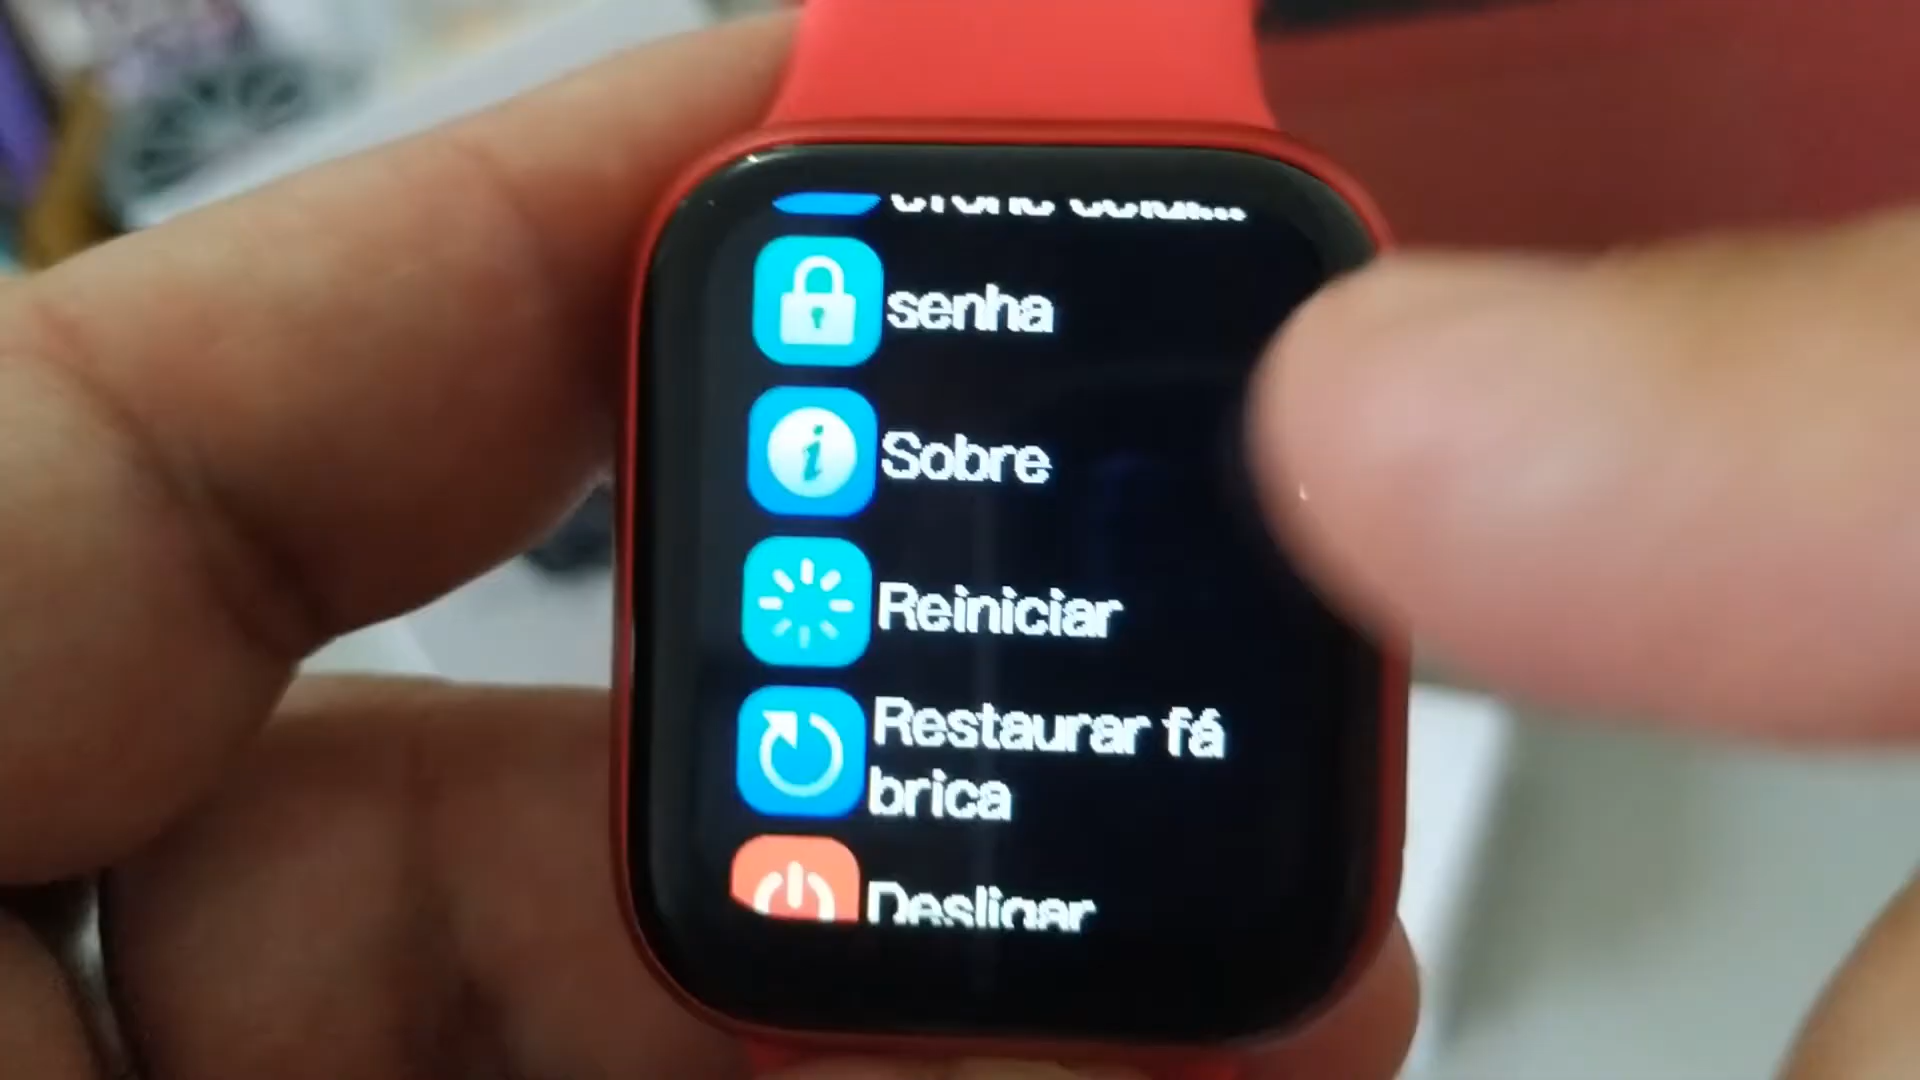 senha
Sobre
Reiniciar
Restaurar fá
brica
Desligar